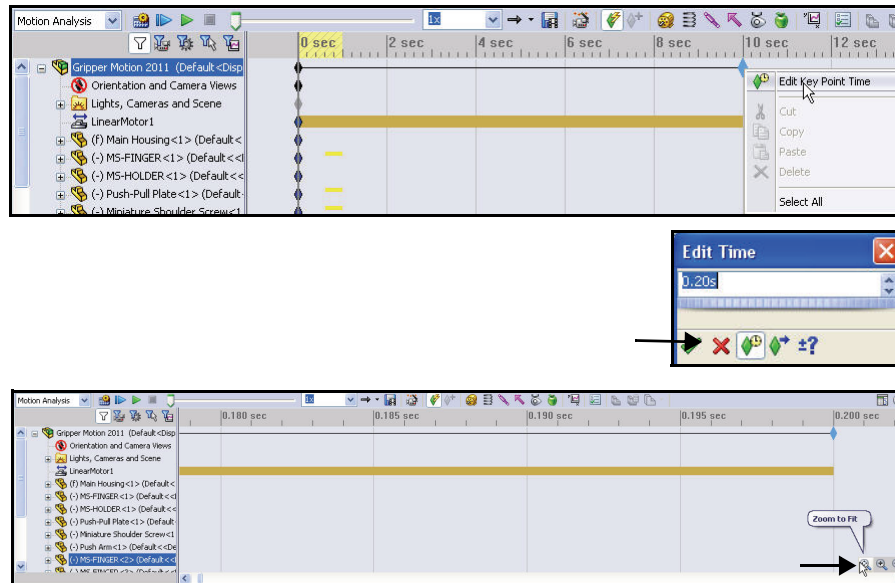 Motion Analysis 1x
0 sec 2 sec 4 sec 6 sec 8 sec 10 sec 12 sec
Gripper Motion 2011 (Default<Disp
Orientation and Camera Views
Lights, Cameras and Scene
LinearMotor1
(f) Main Housing<1> (Default<
(-) MS-FINGER<1> (Default<<
(-) MS-HOLDER<1> (Default<<
(-) Push-Pull Plate<1> (Default
(-) Miniature Shoulder Screw<1
Edit Key Point Time
Cut
Copy
Paste
Delete
Select All
Edit Time
0.20s
±?
Motion Analysis 1x
0.180 sec 0.185 sec 0.190 sec 0.195 sec 0.200 sec
Gripper Motion 2011 (Default<Disp
Orientation and Camera Views
Lights, Cameras and Scene
LinearMotor1
(f) Main Housing<1> (Default<
(-) MS-FINGER<1> (Default<<
(-) MS-HOLDER<1> (Default<<
(-) Push-Pull Plate<1> (Default
(-) Miniature Shoulder Screw<1
(-) Push Arm<1> (Default<<De
(-) MS-FINGER<2> (Default<<
Zoom to Fit